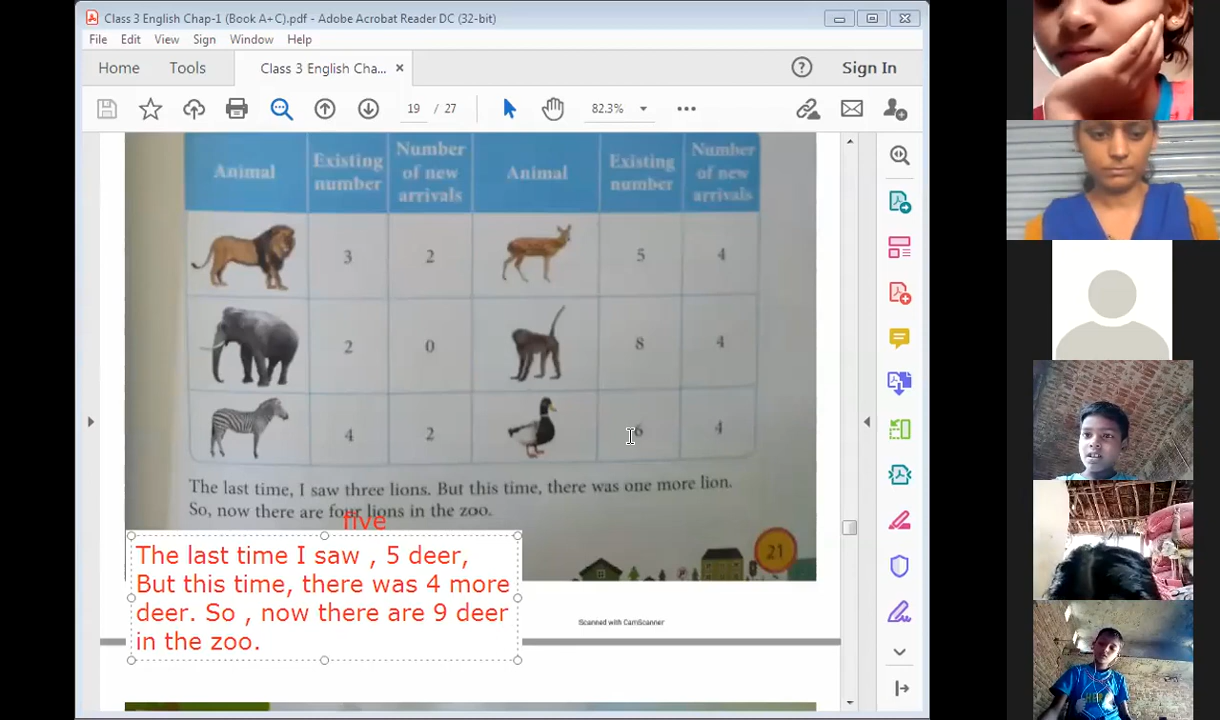 Class 3 English Chap-1 (Book A+C).pdf - Adobe Acrobat Reader DC (32-bit)
File Edit View Sign Window Help
Home Tools Class 3 English Cha... × Sign In
19 / 27 82.3%
Animal Existing number Number of new arrivals Animal Existing number Number of new arrivals
3 2 5 4
2 0 8 4
4 2 6 4
The last time, I saw three lions. But this time, there was one more lion.
So, now there are four lions in the zoo.
five
The last time I saw , 5 deer,
But this time, there was 4 more
deer. So , now there are 9 deer
in the zoo.
21
Scanned with CamScanner